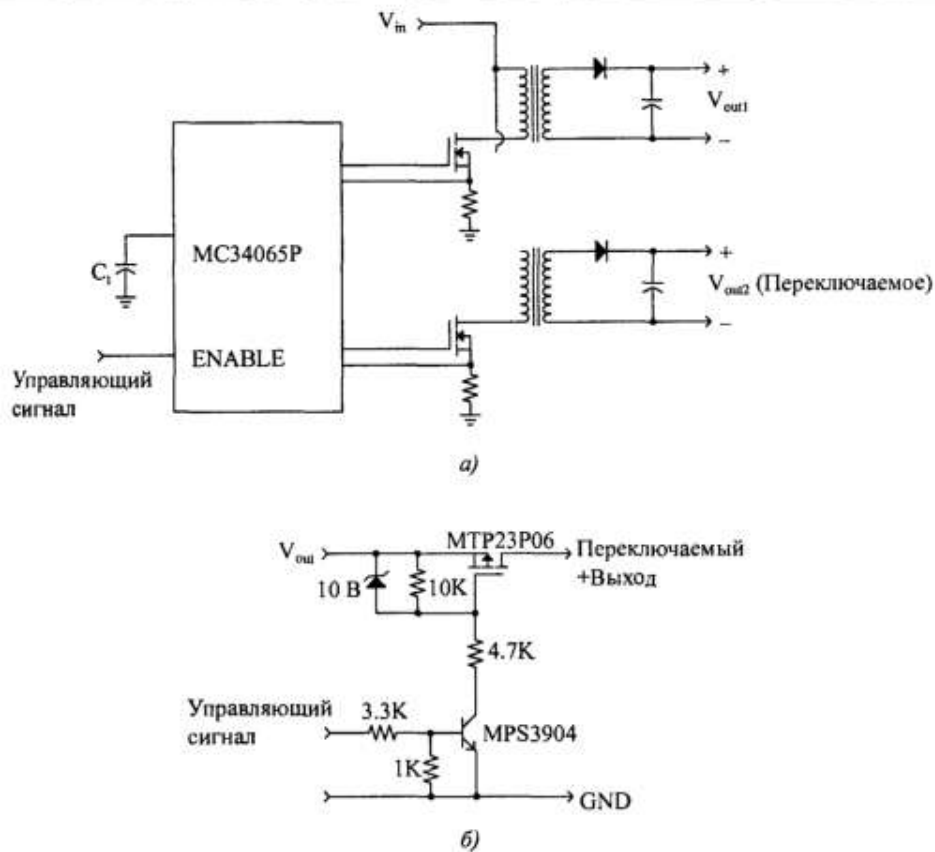 V_in
+
V_out1
–
MC34065P
C_1
+
V_out2 (Переключаемое)
–
ENABLE
Управляющий
сигнал
а)
MTP23P06
V_out
Переключаемый
+Выход
10 В
10K
4.7K
Управляющий
сигнал
3.3K
MPS3904
1K
GND
б)